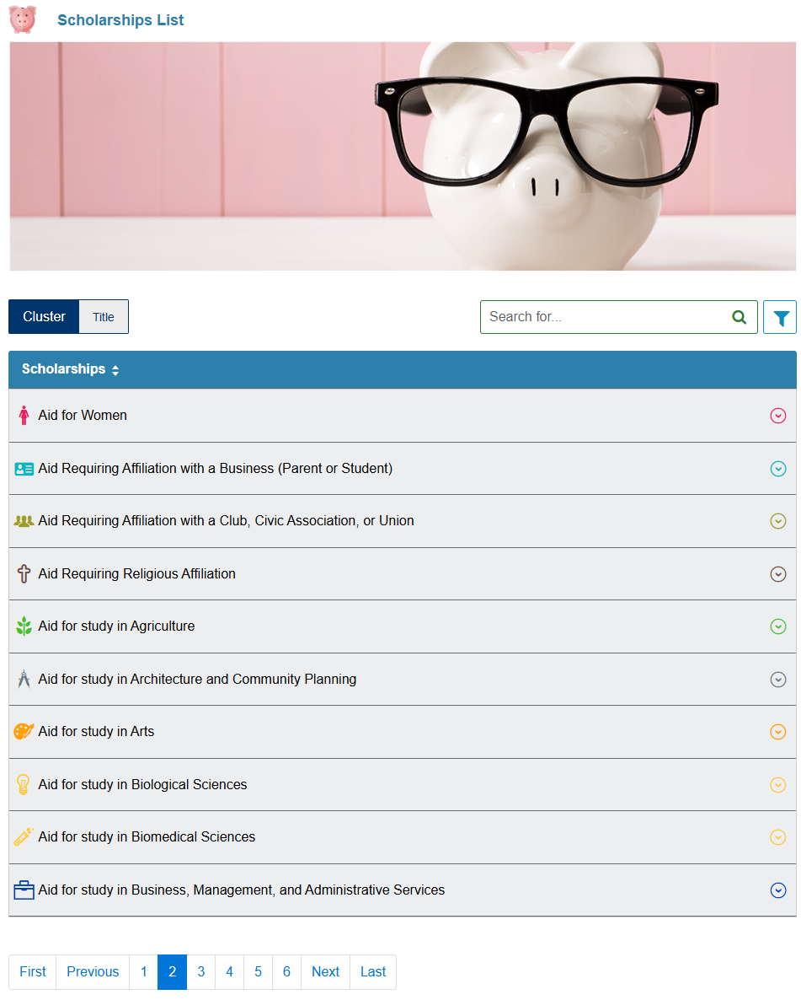 Scholarships List
Cluster Title Search for...
Scholarships
Aid for Women
Aid Requiring Affiliation with a Business (Parent or Student)
Aid Requiring Affiliation with a Club, Civic Association, or Union
Aid Requiring Religious Affiliation
Aid for study in Agriculture
Aid for study in Architecture and Community Planning
Aid for study in Arts
Aid for study in Biological Sciences
Aid for study in Biomedical Sciences
Aid for study in Business, Management, and Administrative Services
First Previous 1 2 3 4 5 6 Next Last